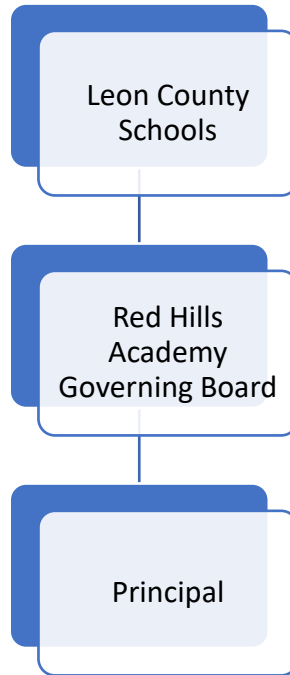 Leon County
Schools
Red Hills
Academy
Governing Board
Principal